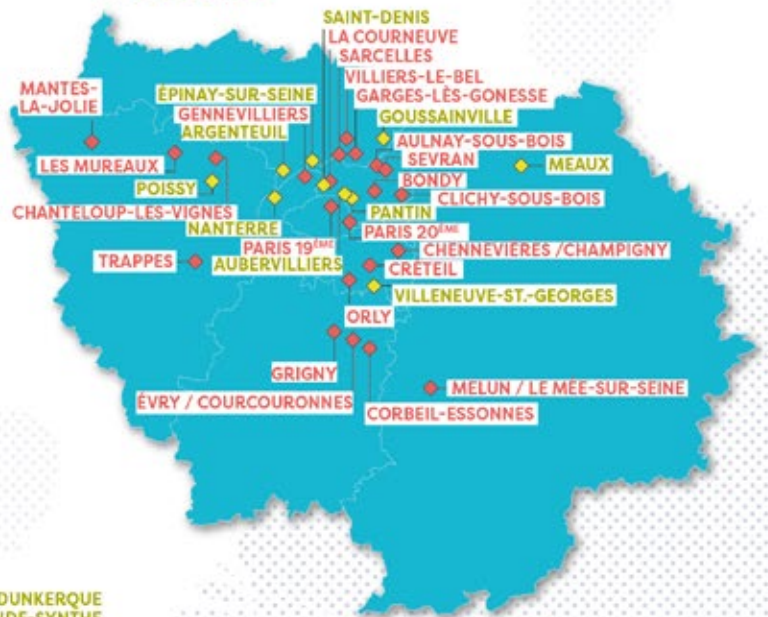 SAINT-DENIS
LA COURNEUVE
SARCELLES
VILLIERS-LE-BEL
GARGES-LÈS-GONESSE
GOUSSAINVILLE
MANTES-
LA-JOLIE
ÉPINAY-SUR-SEINE
GENNEVILLIERS
ARGENTEUIL
AULNAY-SOUS-BOIS
SEVRAN
MEAUX
LES MUREAUX
BONDY
POISSY
CLICHY-SOUS-BOIS
CHANTELOUP-LES-VIGNES
PANTIN
NANTERRE
PARIS 20ÈME
PARIS 19ÈME
CHENNEVIÈRES /CHAMPIGNY
TRAPPES
AUBERVILLIERS
CRÉTEIL
VILLENEUVE-ST.-GEORGES
ORLY
GRIGNY
MELUN / LE MÉE-SUR-SEINE
ÉVRY / COURCOURONNES
CORBEIL-ESSONNES
DUNKERQUE